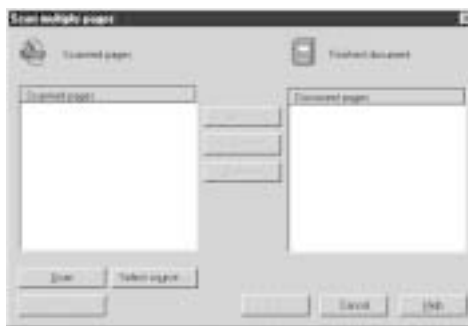 Scan multiple pages
Scanned pages
Finished document
Scanned pages
Document pages
Scan
Select source...
Cancel
Help